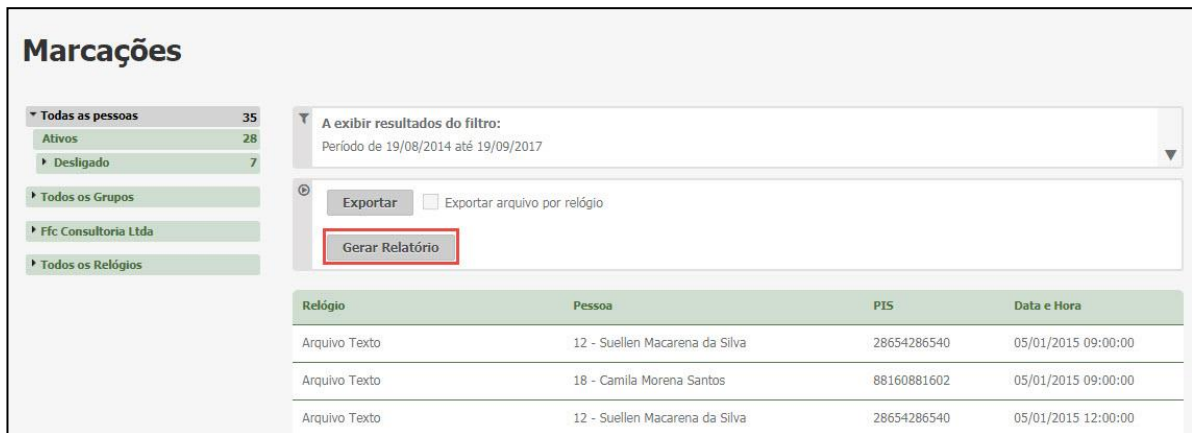 Marcações
Todas as pessoas 35
Ativos 28
Desligado 7
Todos os Grupos
Ffc Consultoria Ltda
Todos os Relógios
A exibir resultados do filtro:
Período de 19/08/2014 até 19/09/2017
Exportar Exportar arquivo por relógio
Gerar Relatório
Relógio Pessoa PIS Data e Hora
Arquivo Texto 12 - Suellen Macarena da Silva 28654286540 05/01/2015 09:00:00
Arquivo Texto 18 - Camila Morena Santos 88160881602 05/01/2015 09:00:00
Arquivo Texto 12 - Suellen Macarena da Silva 28654286540 05/01/2015 12:00:00